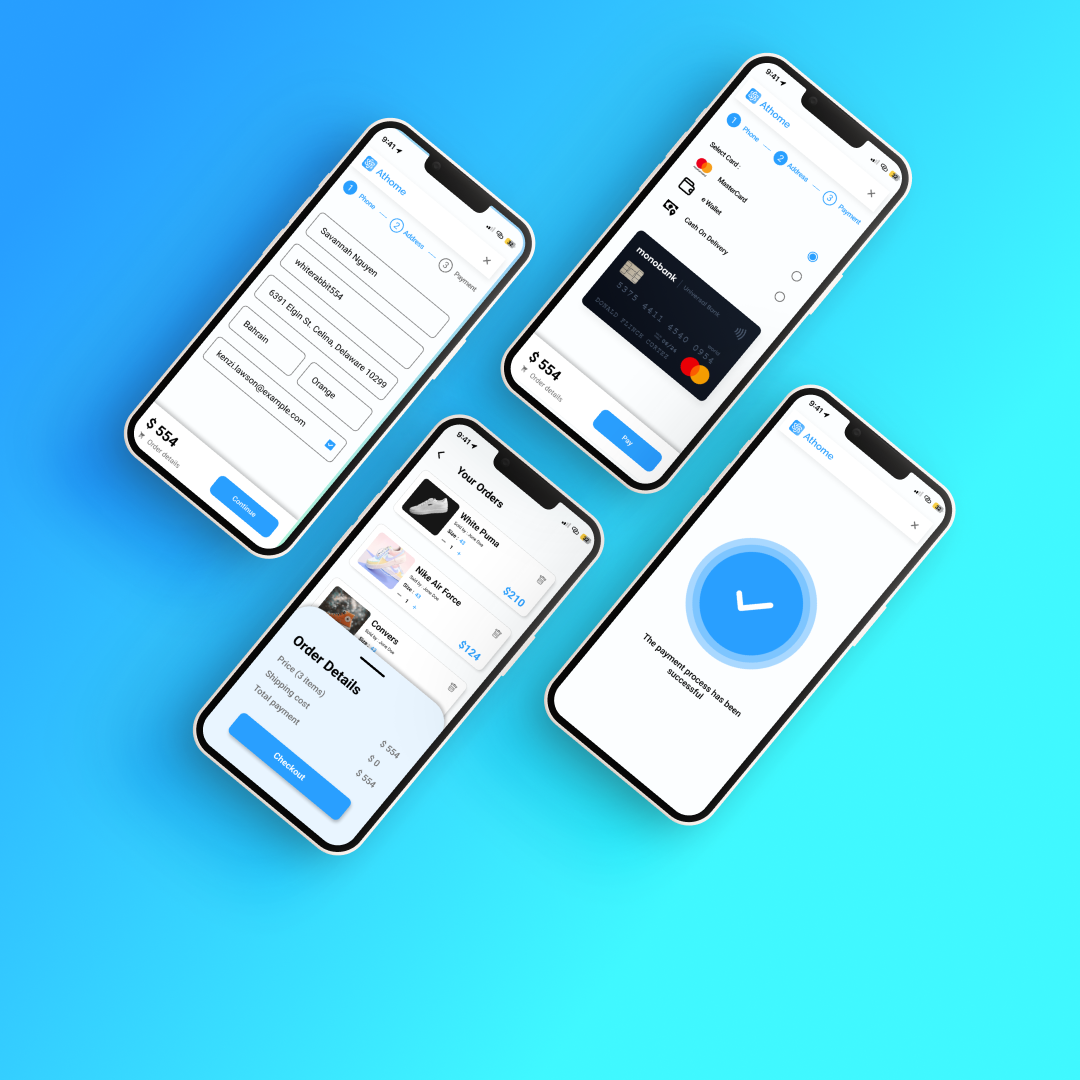 9:41
Athome
1 Phone
2 Address
3 Payment
Savannah Nguyen
whiterabbit554
6391 Elgin St. Celina, Delaware 10299
Bahrain
Orange
kenzi.lawson@example.com
$ 554
Order details
Continue
9:41
Athome
1 Phone
2 Address
3 Payment
Select Card :
MasterCard
e Wallet
Cash On Delivery
monobank | Universal Bank
5375 4411 4540 0954
world
$ 554
Order details
Pay
9:41
Your Orders
White Puma
Sold by : Jane Doe
Size : 43
− 1 +
$210
Nike Air Force
Sold by : Jane Doe
Size : 43
− 1 +
$124
Convers
Sold by : Jane Doe
Size : 43
Order Details
Price (3 items)
$ 554
Shipping cost
$ 0
Total payment
$ 554
Checkout
9:41
Athome
The payment process has been
successful